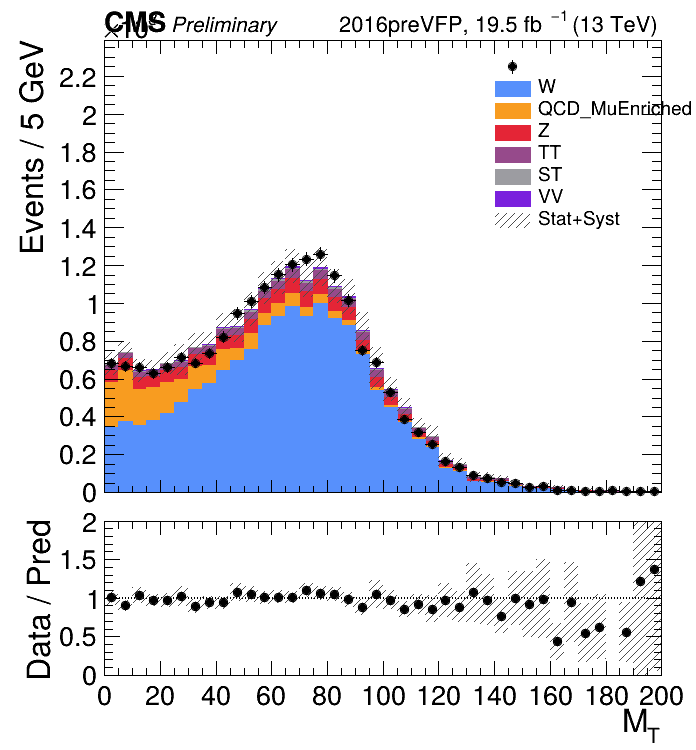 CMS Preliminary 2016preVFP, 19.5 fb⁻¹ (13 TeV)
Events / 5 GeV
2.2
2
1.8
1.6
1.4
1.2
1
0.8
0.6
0.4
0.2
0
W
QCD_MuEnriched
Z
TT
ST
VV
Stat+Syst
Data / Pred
2
1.5
1
0.5
0
0 20 40 60 80 100 120 140 160 180 200
M_T